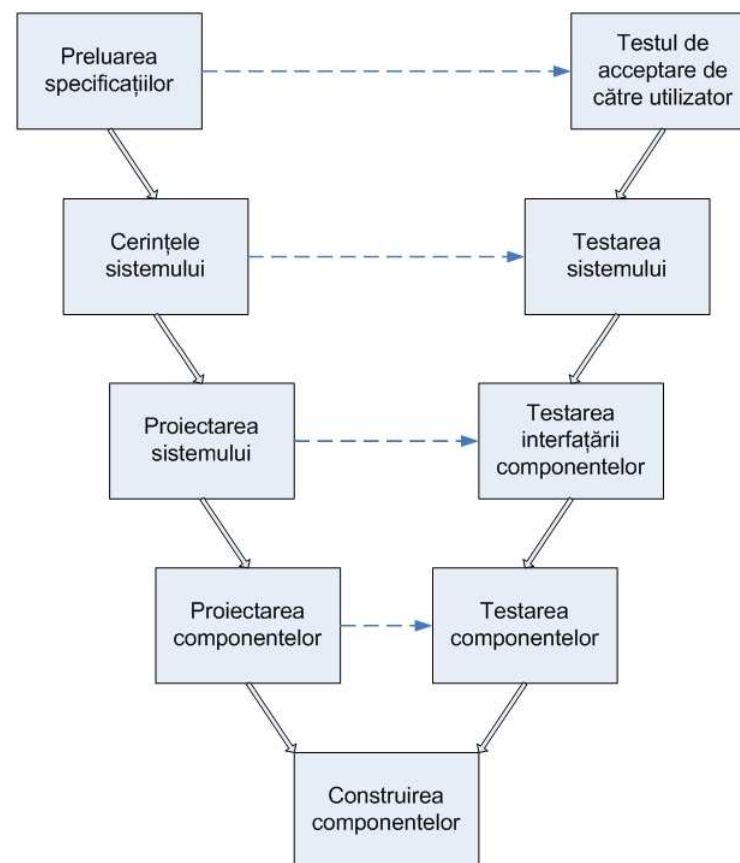 Preluarea
specificațiilor
Testul de
acceptare de
către utilizator
Cerințele
sistemului
Testarea
sistemului
Proiectarea
sistemului
Testarea
interfațării
componentelor
Proiectarea
componentelor
Testarea
componentelor
Construirea
componentelor